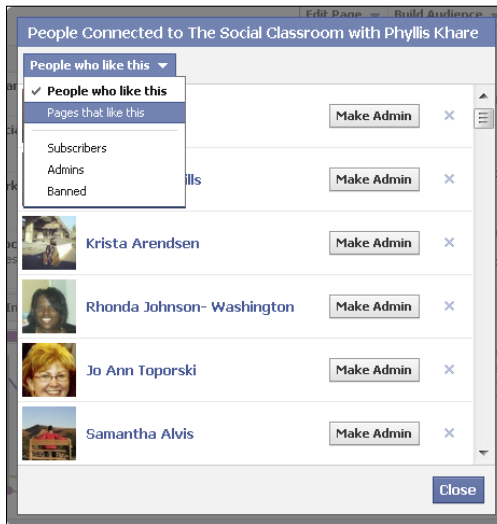 Edit Page Build Audience
People Connected to The Social Classroom with Phyllis Khare
People who like this
✓ People who like this
Pages that like this
Subscribers
Admins
Banned
Make Admin ×
ills Make Admin ×
Krista Arendsen Make Admin ×
Rhonda Johnson- Washington Make Admin ×
Jo Ann Toporski Make Admin ×
Samantha Alvis Make Admin ×
Close